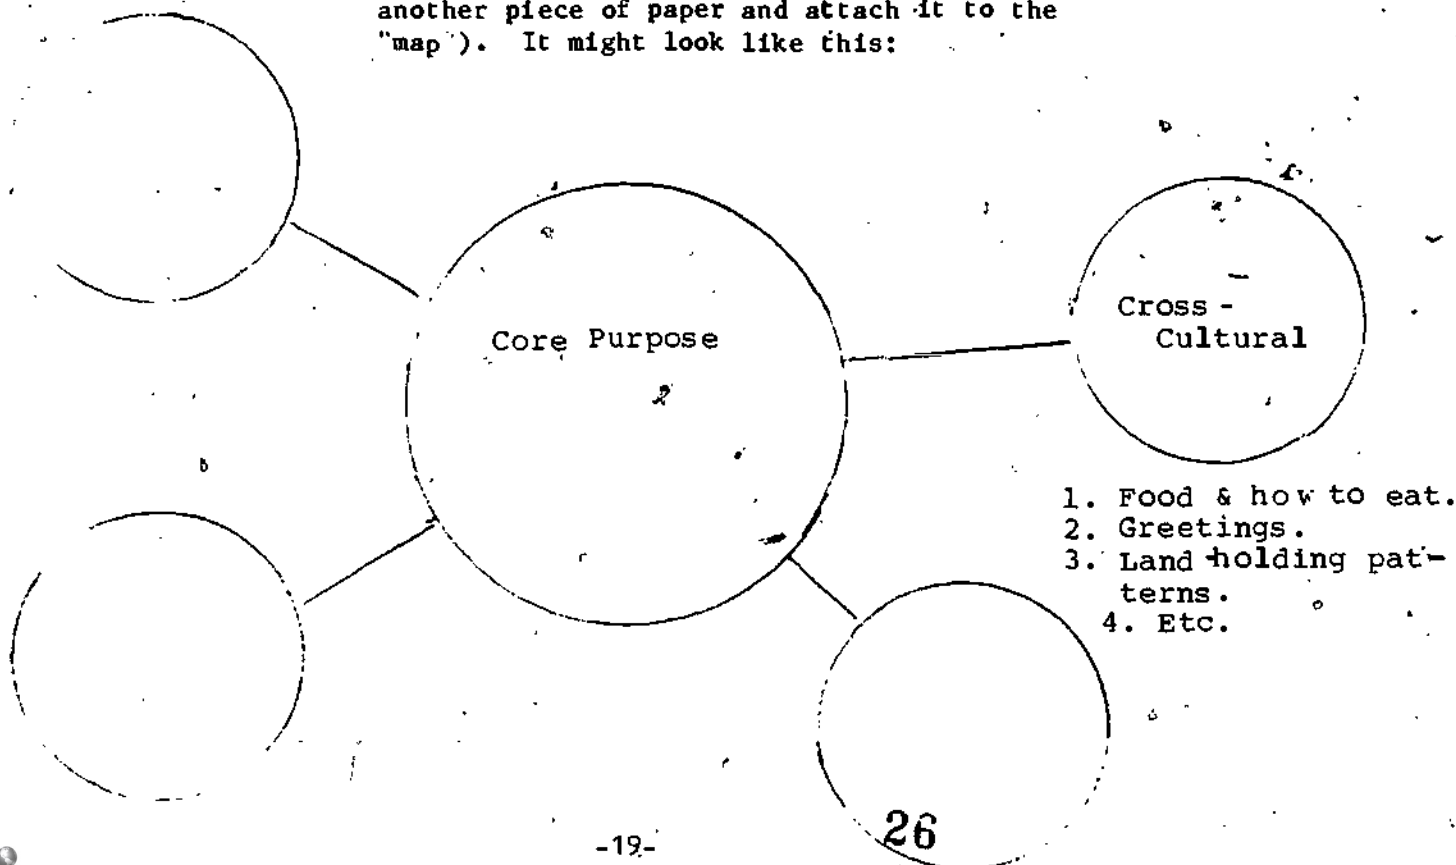 another piece of paper and attach it to the
"map"). It might look like this:
Core Purpose
Cross-
Cultural
1. Food & how to eat.
2. Greetings.
3. Land holding pat-
terns.
4. Etc.
-19-
26